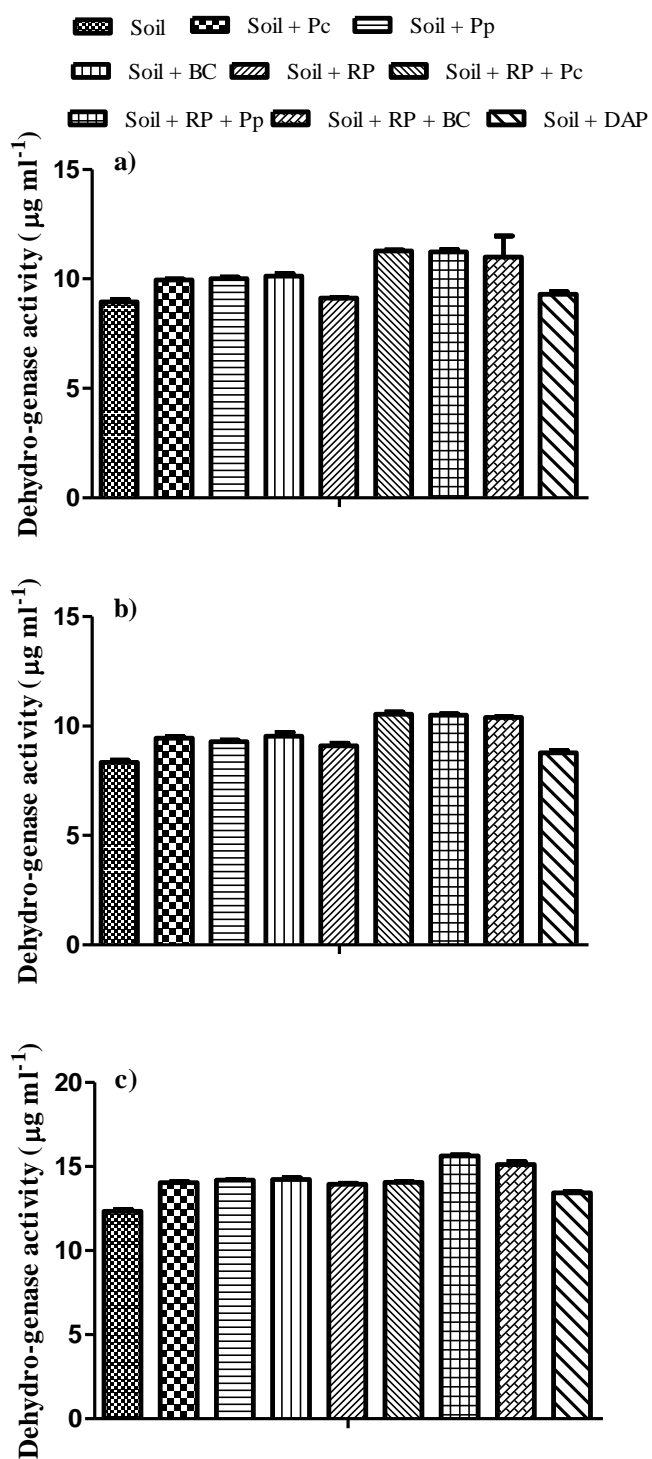 Soil Soil + Pc Soil + Pp
Soil + BC Soil + RP Soil + RP + Pc
Soil + RP + Pp Soil + RP + BC Soil + DAP
a)
Dehydro-genase activity ( µg ml⁻¹)
15
10
5
0
b)
Dehydro-genase activity ( µg ml⁻¹)
15
10
5
0
c)
Dehydro-genase activity ( µg ml⁻¹)
20
15
10
5
0